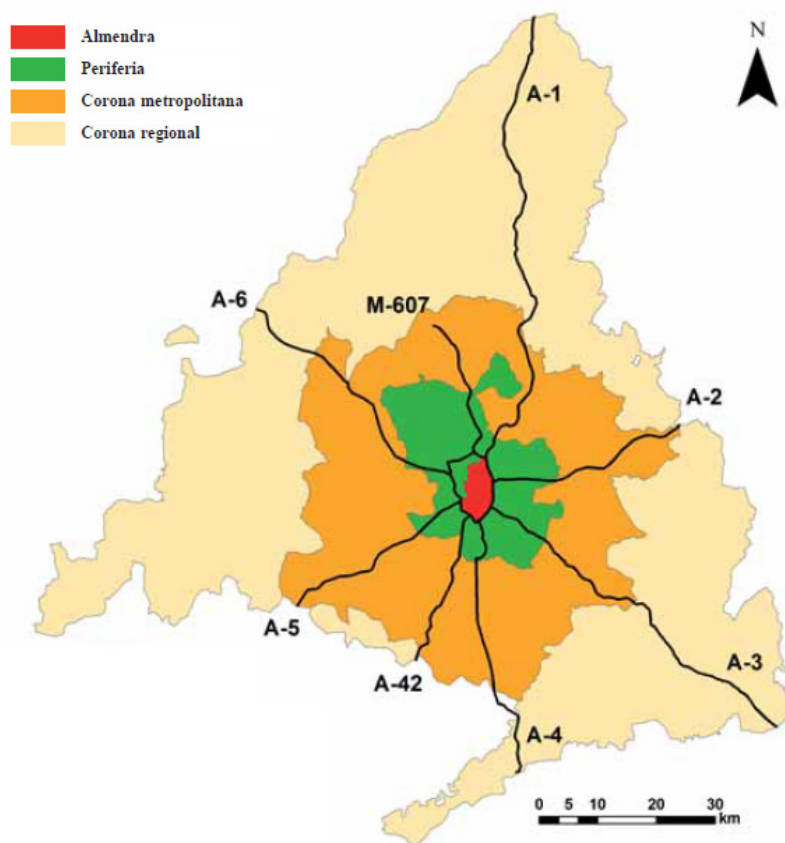 Almendra
Periferia
Corona metropolitana
Corona regional
N
A-1
A-6
M-607
A-2
A-5
A-42
A-3
A-4
0 5 10 20 30
km